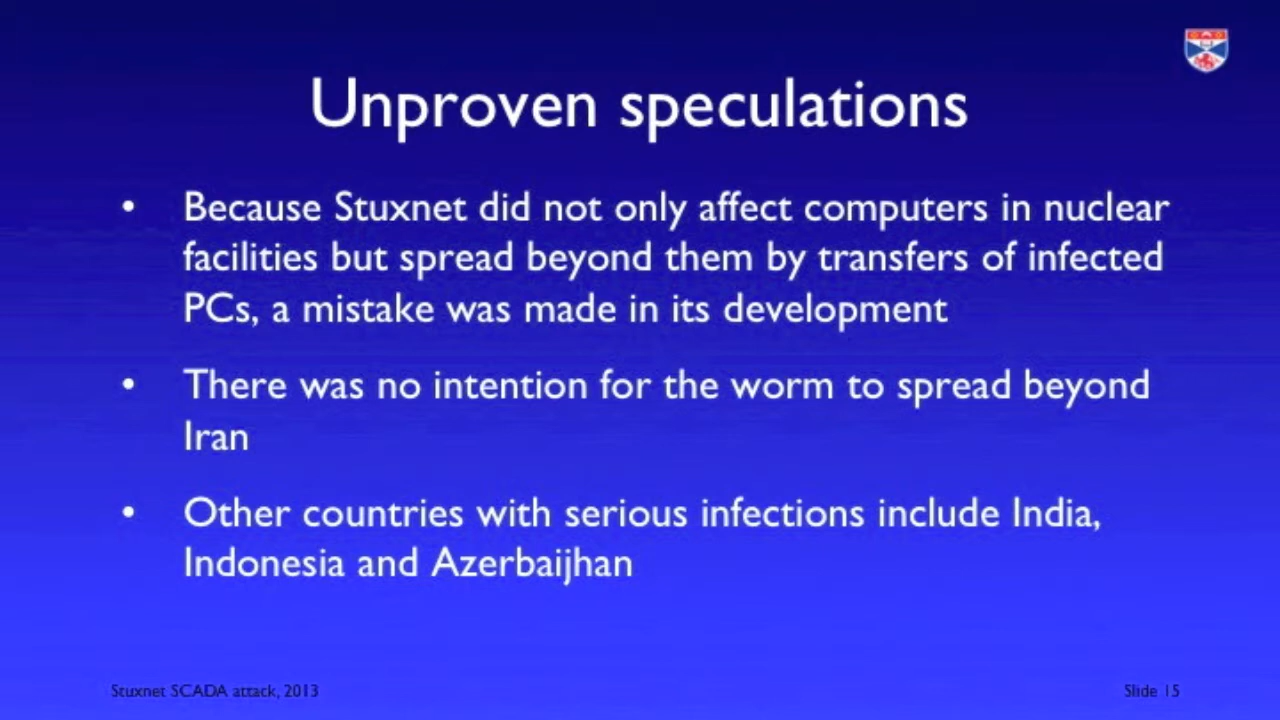 Unproven speculations
• Because Stuxnet did not only affect computers in nuclear
facilities but spread beyond them by transfers of infected
PCs, a mistake was made in its development
• There was no intention for the worm to spread beyond
Iran
• Other countries with serious infections include India,
Indonesia and Azerbaijhan
Stuxnet SCADA attack, 2013
Slide 15